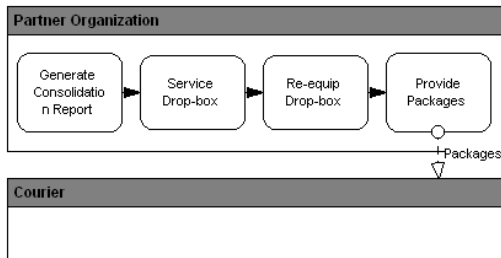 Partner Organization
Generate
Consolidatio
n Report
Service
Drop-box
Re-equip
Drop-box
Provide
Packages
Packages
Courier